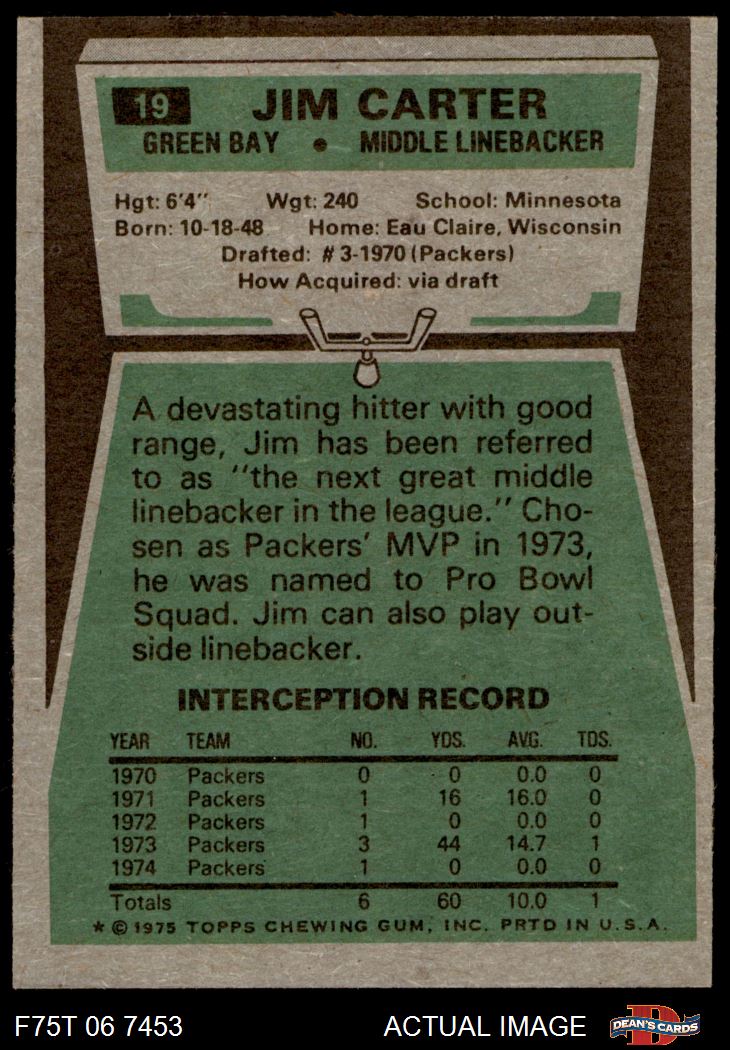 19 JIM CARTER
GREEN BAY • MIDDLE LINEBACKER
Hgt: 6'4" Wgt: 240 School: Minnesota
Born: 10-18-48 Home: Eau Claire, Wisconsin
Drafted: #3-1970 (Packers)
How Acquired: via draft
A devastating hitter with good
range, Jim has been referred
to as "the next great middle
linebacker in the league." Cho-
sen as Packers' MVP in 1973,
he was named to Pro Bowl
Squad. Jim can also play out-
side linebacker.
INTERCEPTION RECORD
YEAR TEAM NO. YDS. AVG. TDS.
1970 Packers 0 0 0.0 0
1971 Packers 1 16 16.0 0
1972 Packers 1 0 0.0 0
1973 Packers 3 44 14.7 1
1974 Packers 1 0 0.0 0
Totals 6 60 10.0 1
* © 1975 TOPPS CHEWING GUM, INC. PRTD IN U.S.A.
F75T 06 7453 ACTUAL IMAGE DEAN'S CARDS